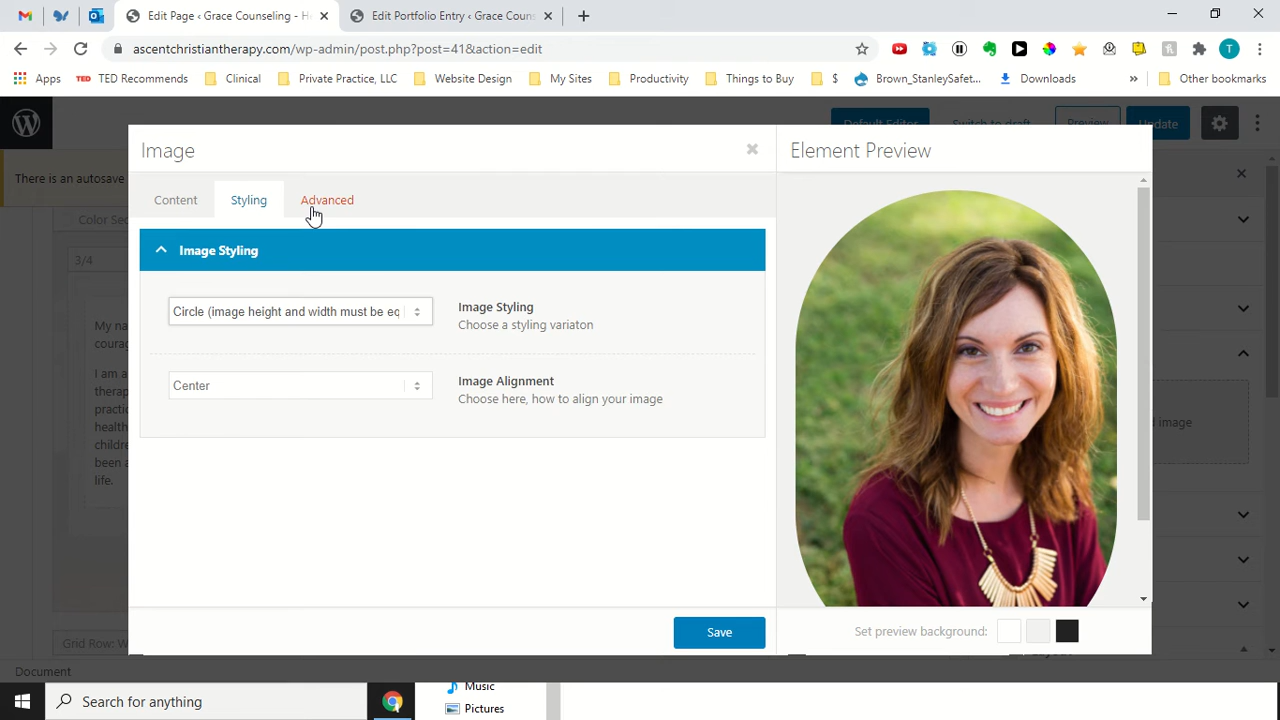 Edit Page ‹ Grace Counseling - H
Edit Portfolio Entry ‹ Grace Couns
ascentchristiantherapy.com/wp-admin/post.php?post=41&action=edit
T
Apps
TED Recommends
Clinical
Private Practice, LLC
Website Design
My Sites
Productivity
Things to Buy
$
Brown_StanleySafet...
Downloads
»
Other bookmarks
Default Editor
Switch to draft
Preview
Update
There is an autosave
Color Sec
3/4
My na
courag
I am a
therap
practic
health
childre
been a
life.
Image
Element Preview
Content
Styling
Advanced
Image Styling
Circle (image height and width must be eq
Image Styling
Choose a styling variaton
Center
Image Alignment
Choose here, how to align your image
d image
Save
Set preview background:
Grid Row: W
Document
Search for anything
Music
Pictures